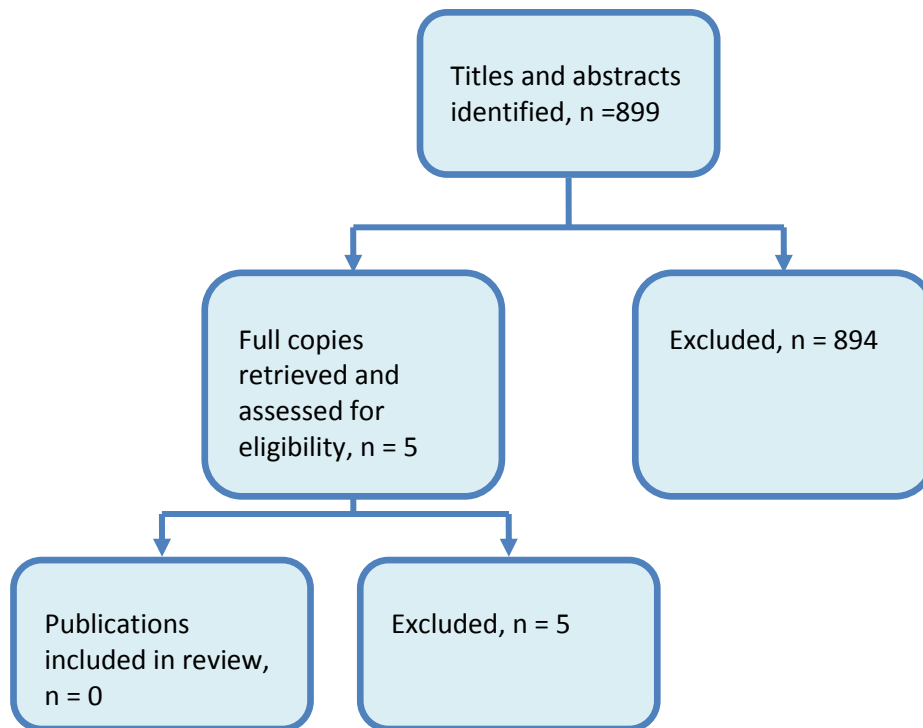 Titles and abstracts
identified, n =899
Full copies
retrieved and
assessed for
eligibility, n = 5
Excluded, n = 894
Publications
included in review,
n = 0
Excluded, n = 5